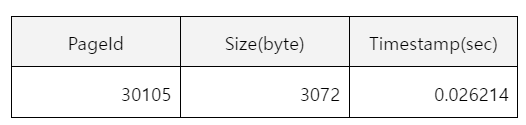 PageId Size(byte) Timestamp(sec)
30105 3072 0.026214